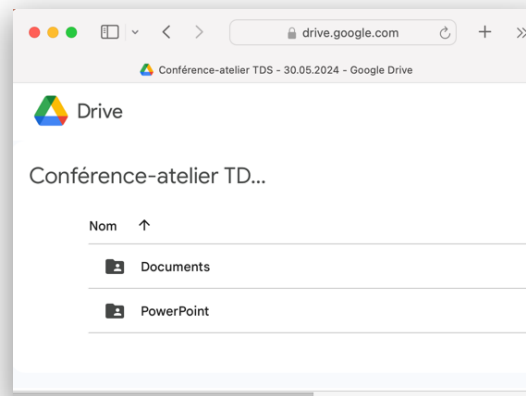 drive.google.com
Conférence-atelier TDS - 30.05.2024 - Google Drive
Drive
Conférence-atelier TD...
Nom
Documents
PowerPoint